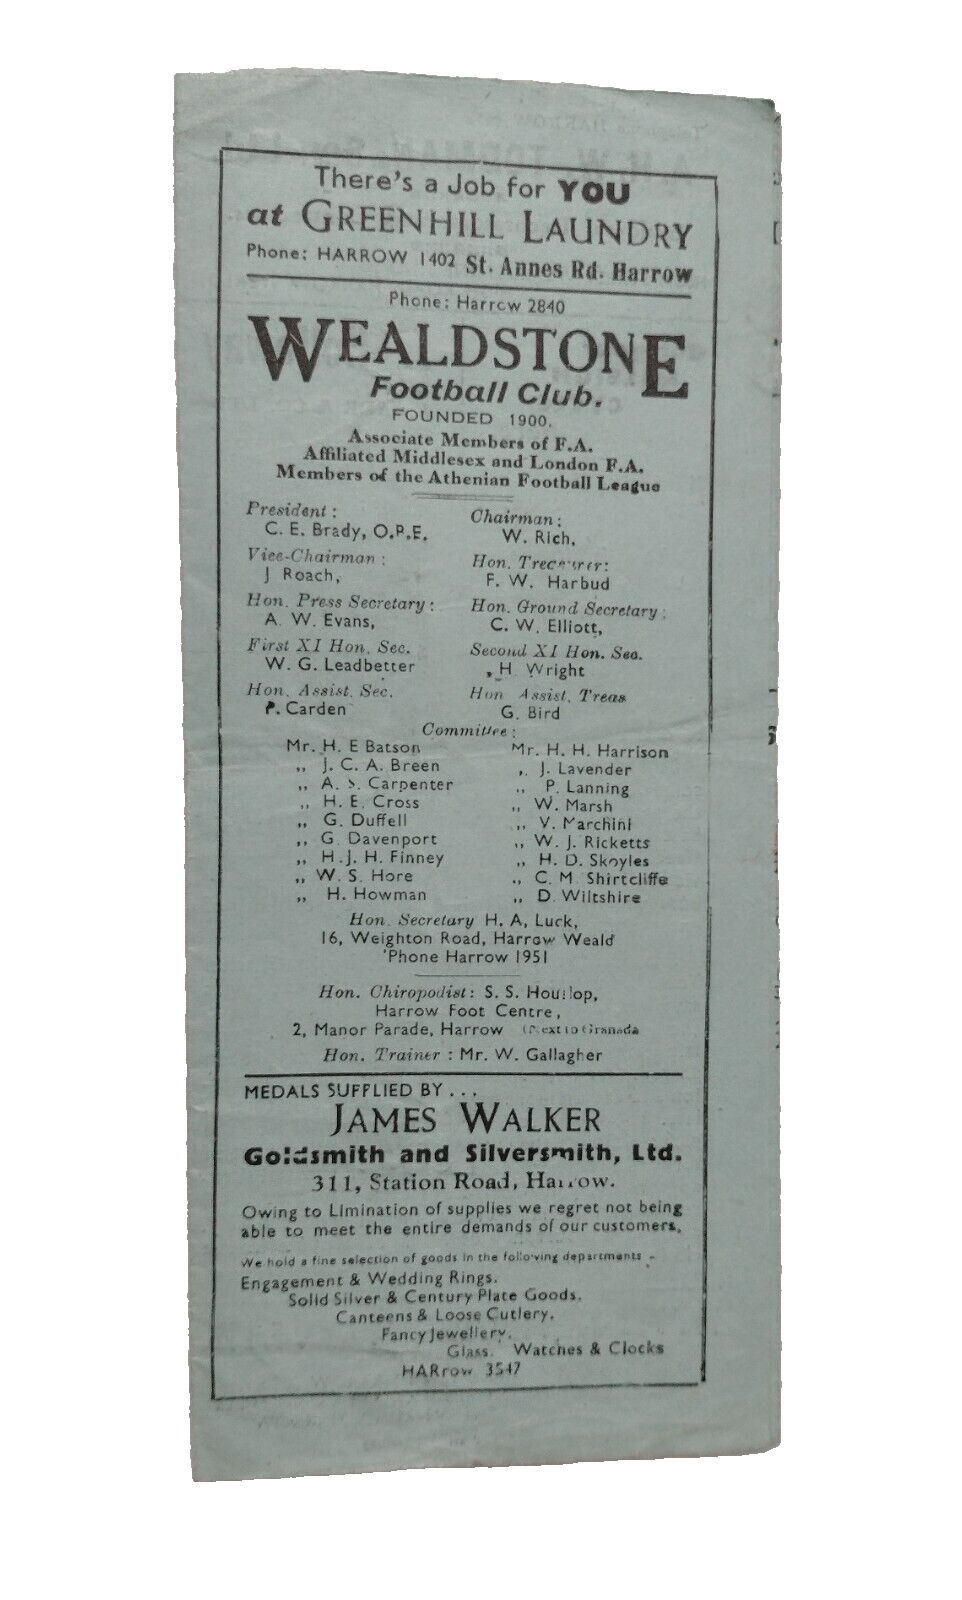 There's a Job for YOU
at GREENHILL LAUNDRY
Phone: HARROW 1402 St. Annes Rd. Harrow
Phone: Harrow 2840
WEALDSTONE
Football Club.
FOUNDED 1900.
Associate Members of F.A.
Affiliated Middlesex and London F.A.
Members of the Athenian Football League
President:
C. E. Brady, O.B.E.
Chairman:
W. Rich,
Vice-Chairman:
J Roach,
Hon. Treasurer:
F. W. Harbud
Hon. Press Secretary:
A. W. Evans,
Hon. Ground Secretary:
C. W. Elliott,
First XI Hon. Sec.
W. G. Leadbetter
Second XI Hon. Sec.
H Wright
Hon. Assist. Sec.
P. Carden
Hon Assist. Treas
G. Bird
Committee:
Mr. H. E Batson
,, J. C. A. Breen
,, A. S. Carpenter
,, H. E. Cross
,, G. Duffell
,, G. Davenport
,, H.J. H. Finney
,, W. S. Hore
,, H. Howman
Mr. H. H. Harrison
,, J. Lavender
,, P. Lanning
,, W. Marsh
,, V. Marchini
,, W. J. Ricketts
,, H. D. Skoyles
,, C. M. Shirtcliffe
,, D. Wiltshire
Hon. Secretary H. A, Luck,
16, Weighton Road, Harrow Weald
'Phone Harrow 1951
Hon. Chiropodist: S. S.
Harrow Foot Centre,
2, Manor Parade, Harrow (Next to Granada
Hon. Trainer: Mr. W. Gallagher
MEDALS SUPPLIED BY . . .
JAMES WALKER
Goldsmith and Silversmith, Ltd.
311, Station Road, Harrow.
Owing to Limination of supplies we regret not being
able to meet the entire demands of our customers,
We hold a fine selection of goods in the following departments -
Engagement & Wedding Rings.
Solid Silver & Century Plate Goods.
Canteens & Loose Cutlery.
Fancy Jewellery.
Glass. Watches & Clocks
HARrow 3547